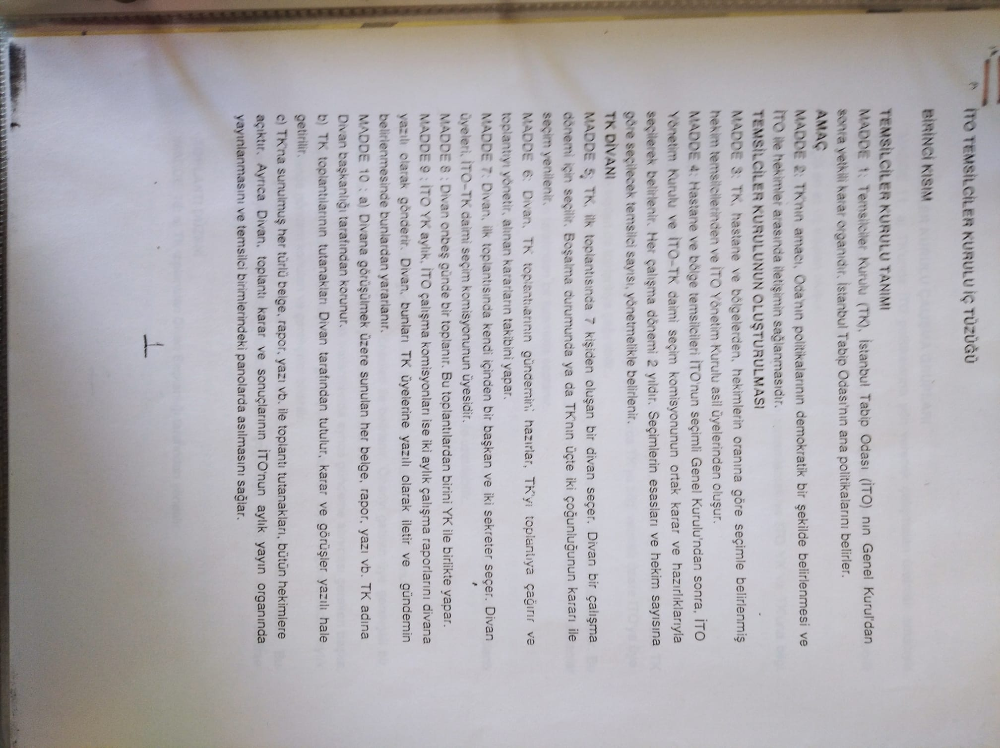 İTO TEMSİLCİLER KURULU İÇ TÜZÜĞÜ
BİRİNCİ KISIM
TEMSİLCİLER KURULU TANIMI
MADDE 1: Temsilciler Kurulu (TK), İstanbul Tabip Odası (İTO) nın Genel Kurul'dan
sonra yetkili karar organıdır. İstanbul Tabip Odası'nın ana politikalarını belirler.
AMAÇ
MADDE 2: TK'nın amacı, Oda'nın politikalarının demokratik bir şekilde belirlenmesi ve
İTO ile hekimler arasında iletişimin sağlanmasıdır.
TEMSİLCİLER KURULUNUN OLUŞTURULMASI
MADDE 3: TK, hastane ve bölgelerden, hekimlerin oranına göre seçimle belirlenmiş
hekim temsilcilerinden ve İTO Yönetim Kurulu asil üyelerinden oluşur.
MADDE 4: Hastane ve bölge temsilcileri İTO'nun seçimli Genel Kurulu'ndan sonra, İTO
Yönetim Kurulu ve İTO-TK daimi seçim komisyonunun ortak karar ve hazırlıklarıyla
seçilerek belirlenir. Her çalışma dönemi 2 yıldır. Seçimlerin esasları ve hekim sayısına
göre seçilecek temsilci sayısı, yönetmelikle belirlenir.
TK DİVANI
MADDE 5: TK, ilk toplantısında 7 kişiden oluşan bir divan seçer. Divan bir çalışma
dönemi için seçilir. Boşalma durumunda ya da TK'nın üçte iki çoğunluğunun kararı ile
seçim yenilenir.
MADDE 6: Divan, TK toplantılarının gündemini hazırlar, TK'yi toplantıya çağırır ve
toplantıyı yönetir, alınan kararların takibini yapar.
MADDE 7: Divan, ilk toplantısında kendi içinden bir başkan ve iki sekreter seçer. Divan
üyeleri, İTO-TK daimi seçim komisyonunun üyesidir.
MADDE 8 : Divan onbeş günde bir toplanır. Bu toplantılardan birini YK ile birlikte yapar.
MADDE 9 : İTO YK aylık, İTO çalışma komisyonları ise iki aylık çalışma raporlarını divana
yazılı olarak gönderir. Divan, bunları TK üyelerine yazılı olarak iletir ve gündemin
belirlenmesinde bunlardan yararlanır.
MADDE 10 : a) Divana görüşülmek üzere sunulan her belge, rapor, yazı vb. TK adına
Divan başkanlığı tarafından korunur.
b) TK toplantılarının tutanakları Divan tarafından tutulur, karar ve görüşler yazılı hale
getirilir.
c) TK'na sunulmuş her türlü belge, rapor, yazı vb. ile toplantı tutanakları, bütün hekimlere
açıktır. Ayrıca Divan, toplantı karar ve sonuçlarının İTO'nun aylık yayın organında
yayınlanmasını ve temsilci birimlerindeki panolarda asılmasını sağlar.
1